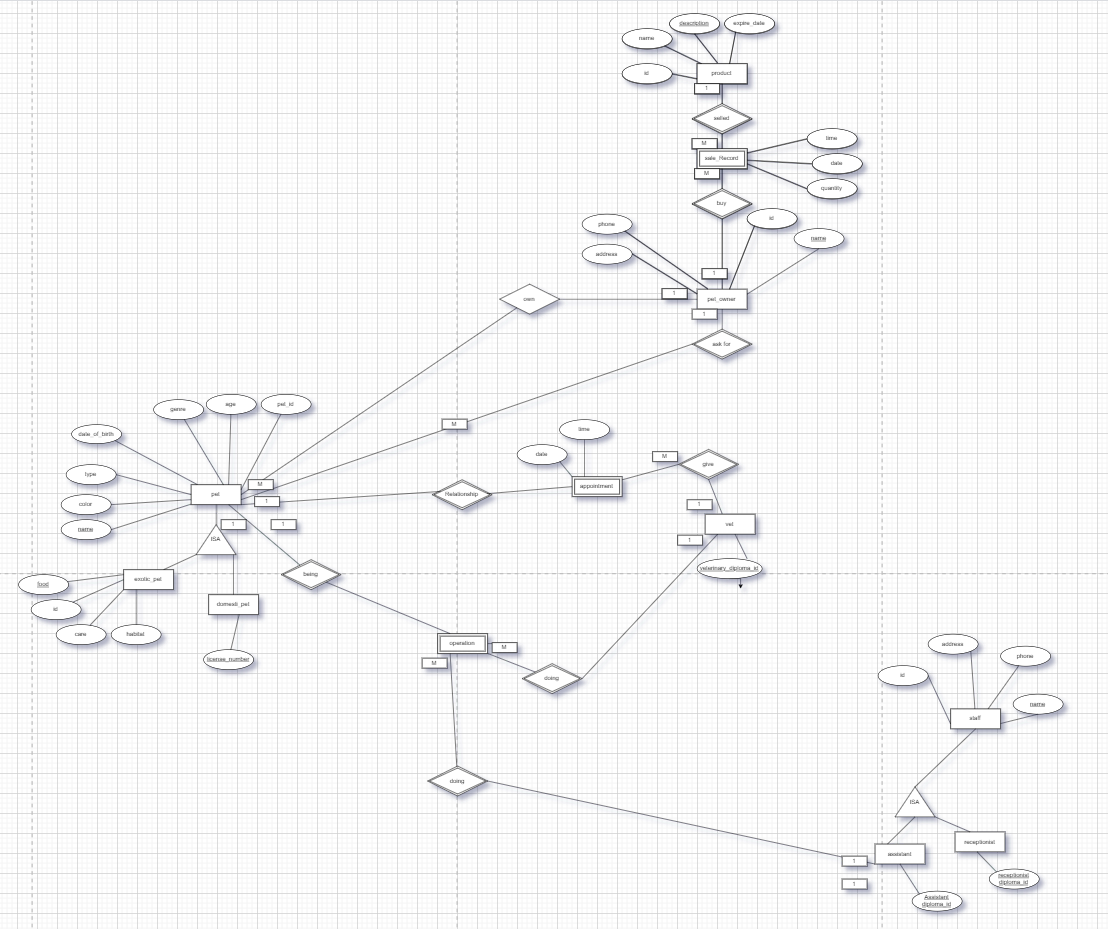 description
expire_date
name
id
product
1
selled
M
time
sale_Record
date
M
quantity
buy
id
phone
name
address
1
1
pet_owner
own
1
ask for
age
pet_id
genre
M
time
date_of_birth
date
M
give
type
M
appointment
pet
Relationship
1
color
1
1
1
vet
name
ISA
1
veterinary_diploma_id
being
exotic_pet
food
domesti_pet
id
care
habitat
operation
M
address
license_number
M
phone
id
doing
name
staff
doing
ISA
receptionist
assistant
1
receptionist
diploma_id
1
Assistant
diploma_id